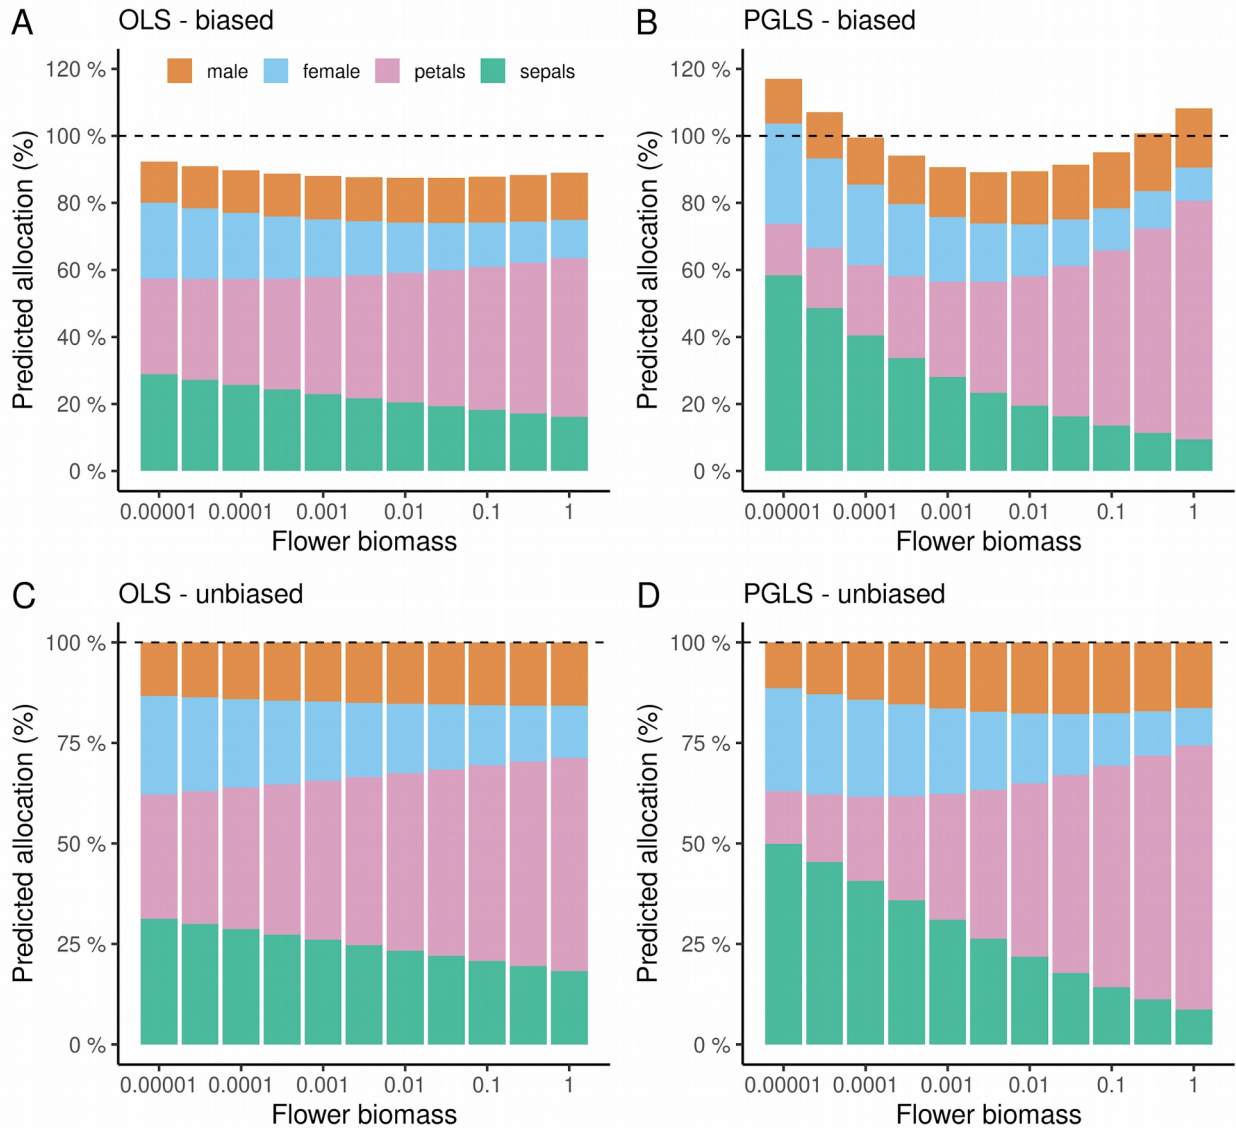 A OLS - biased
male female petals sepals
120 %
100 %
80 %
60 %
40 %
20 %
0 %
Predicted allocation (%)
0.00001 0.0001 0.001 0.01 0.1 1
Flower biomass
B PGLS - biased
120 %
100 %
80 %
60 %
40 %
20 %
0 %
Predicted allocation (%)
0.00001 0.0001 0.001 0.01 0.1 1
Flower biomass
C OLS - unbiased
100 %
75 %
50 %
25 %
0 %
Predicted allocation (%)
0.00001 0.0001 0.001 0.01 0.1 1
Flower biomass
D PGLS - unbiased
100 %
75 %
50 %
25 %
0 %
Predicted allocation (%)
0.00001 0.0001 0.001 0.01 0.1 1
Flower biomass